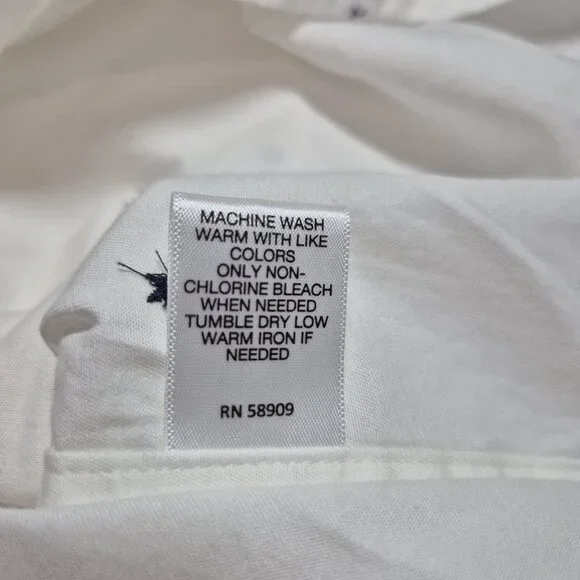 MACHINE WASH
WARM WITH LIKE
COLORS
ONLY NON-
CHLORINE BLEACH
WHEN NEEDED
TUMBLE DRY LOW
WARM IRON IF
NEEDED
RN 58909